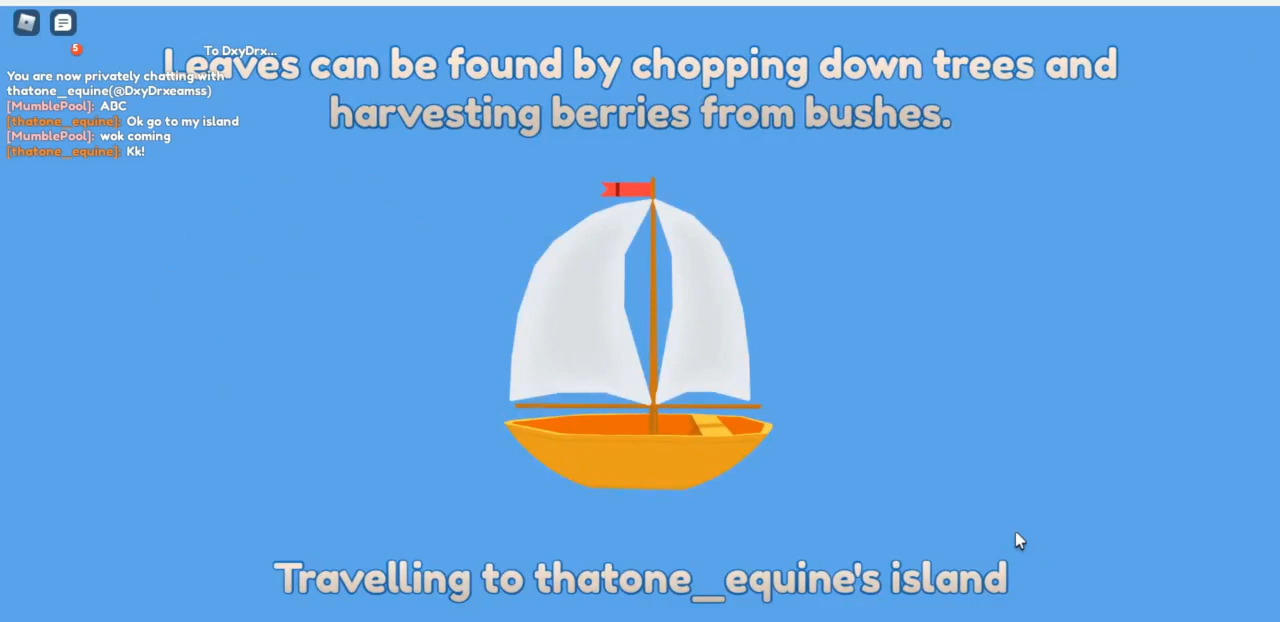 5
To DxyDrx...
Leaves can be found by chopping down trees and
harvesting berries from bushes.
You are now privately chatting with
thatone_equine(@DxyDrxeamss)
[MumblePool]: ABC
[thatone_equine]: Ok go to my island
[MumblePool]: wok coming
[thatone_equine]: Kk!
Travelling to thatone_equine's island